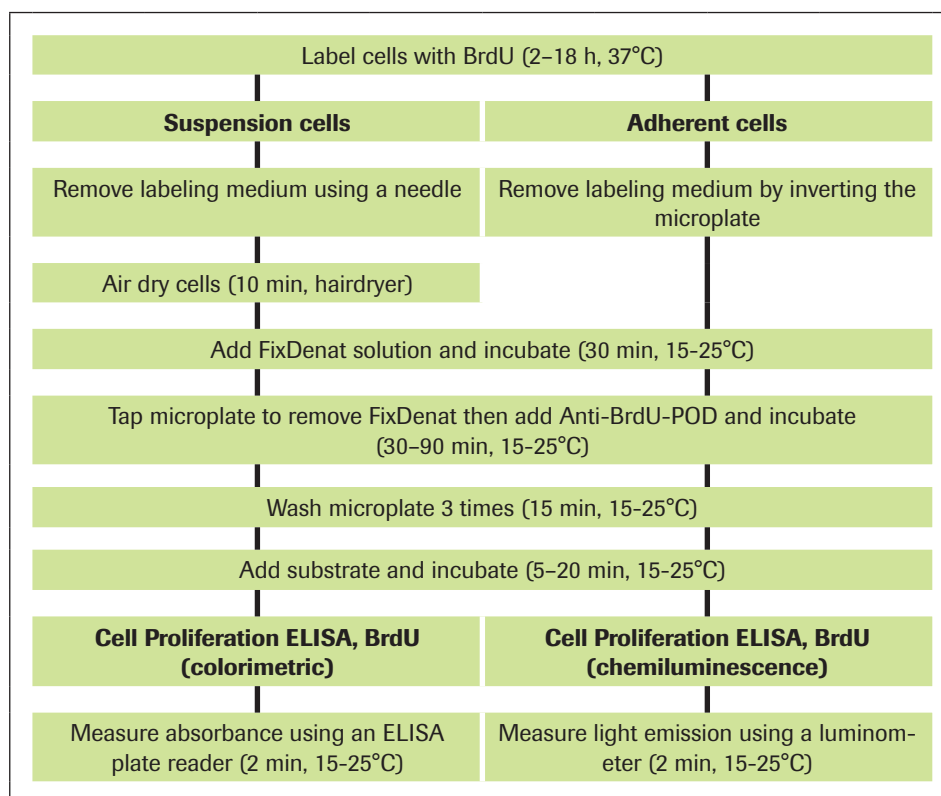 Label cells with BrdU (2–18 h, 37°C)
Suspension cells
Adherent cells
Remove labeling medium using a needle
Remove labeling medium by inverting the
microplate
Air dry cells (10 min, hairdryer)
Add FixDenat solution and incubate (30 min, 15-25°C)
Tap microplate to remove FixDenat then add Anti-BrdU-POD and incubate
(30–90 min, 15-25°C)
Wash microplate 3 times (15 min, 15-25°C)
Add substrate and incubate (5–20 min, 15-25°C)
Cell Proliferation ELISA, BrdU
(colorimetric)
Cell Proliferation ELISA, BrdU
(chemiluminescence)
Measure absorbance using an ELISA
plate reader (2 min, 15-25°C)
Measure light emission using a luminom-
eter (2 min, 15-25°C)